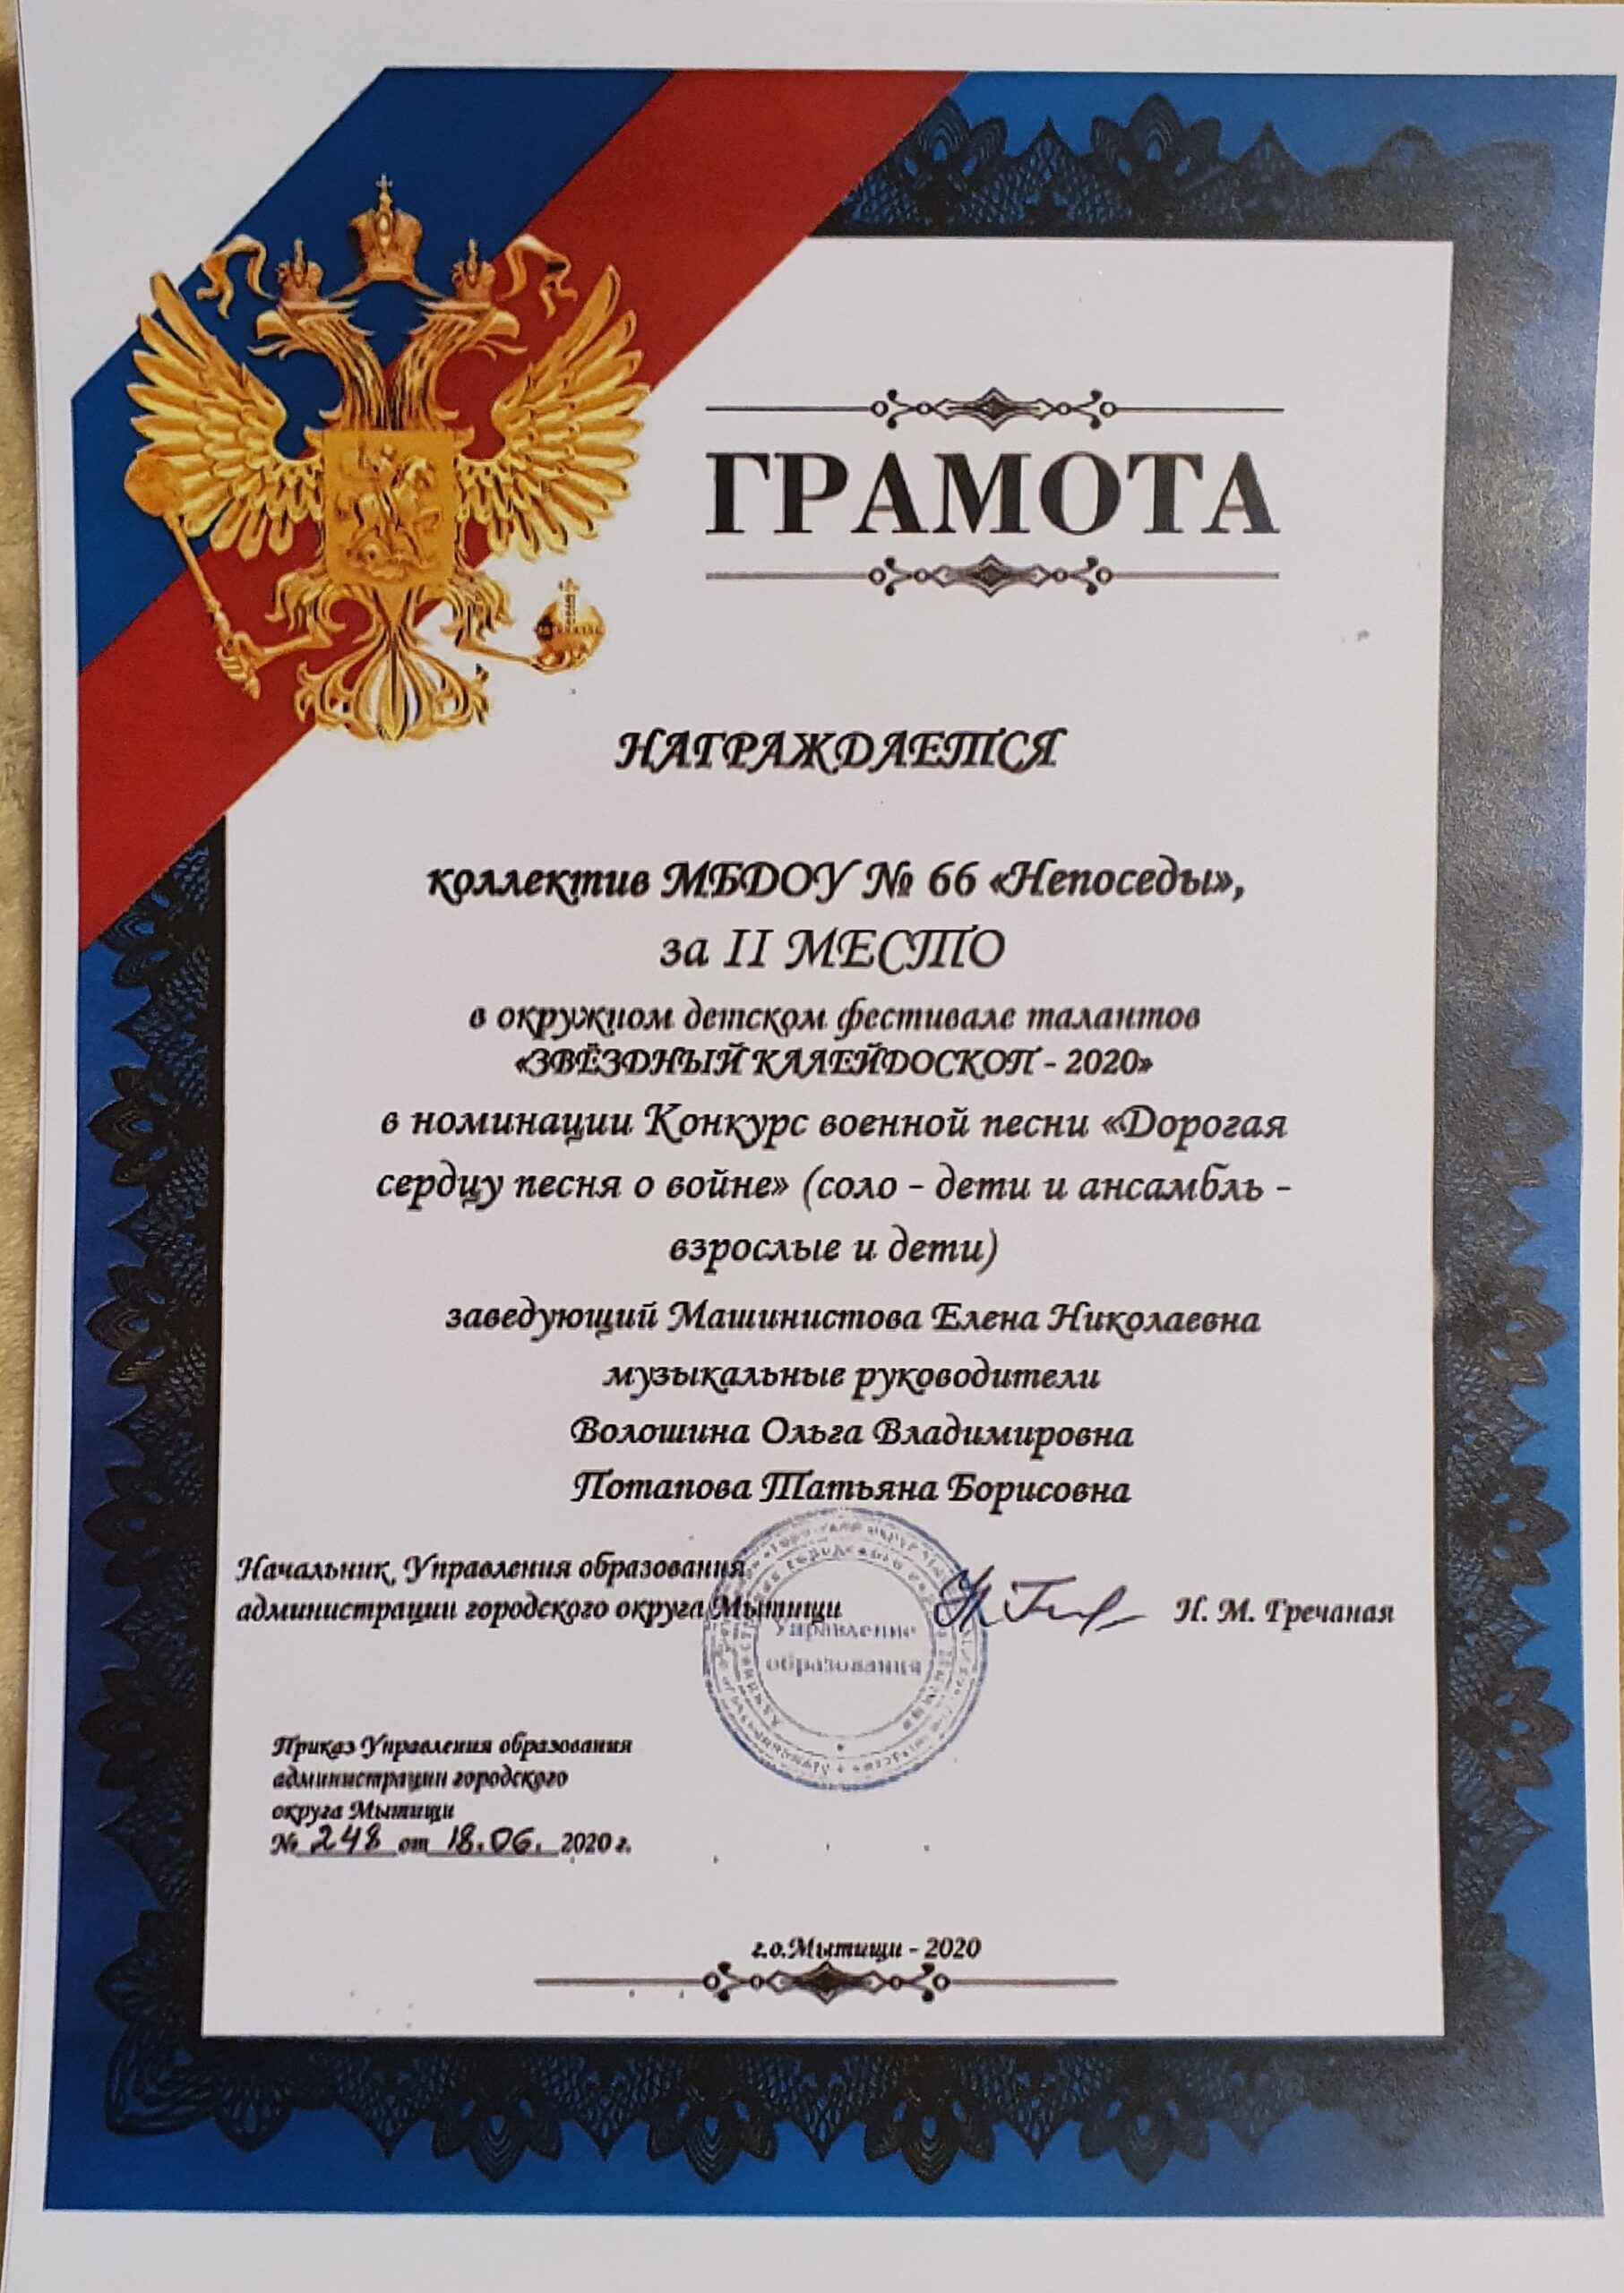 ГРАМОТА
НАГРАЖДАЕТСЯ
коллектив МБДОУ № 66 «Непоседы»,
за II МЕСТО
в окружном детском фестивале талантов
«ЗВЁЗДНЫЙ КАЛЕЙДОСКОП - 2020»
в номинации Конкурс военной песни «Дорогая
сердцу песня о войне» (соло - дети и ансамбль -
взрослые и дети)
заведующий Машинистова Елена Николаевна
музыкальные руководители
Волошина Ольга Владимировна
Потапова Татьяна Борисовна
Начальник Управления образования
администрации городского округа Мытищи Н. М. Гречаная
Управление
образования
Приказ Управления образования
администрации городского
округа Мытищи
№ 248 от 18.06. 2020 г.
г.о.Мытищи - 2020